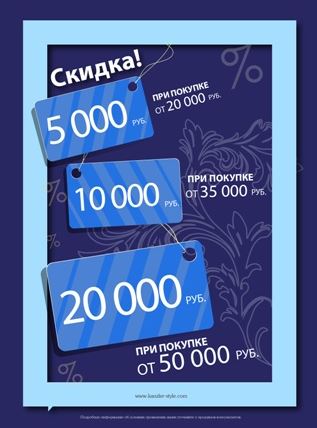 Скидка!
5 000 РУБ.
ПРИ ПОКУПКЕ
ОТ 20 000 РУБ.
10 000 РУБ.
ПРИ ПОКУПКЕ
ОТ 35 000 РУБ.
20 000 РУБ.
ПРИ ПОКУПКЕ
ОТ 50 000 РУБ.
www.kanzler-style.com